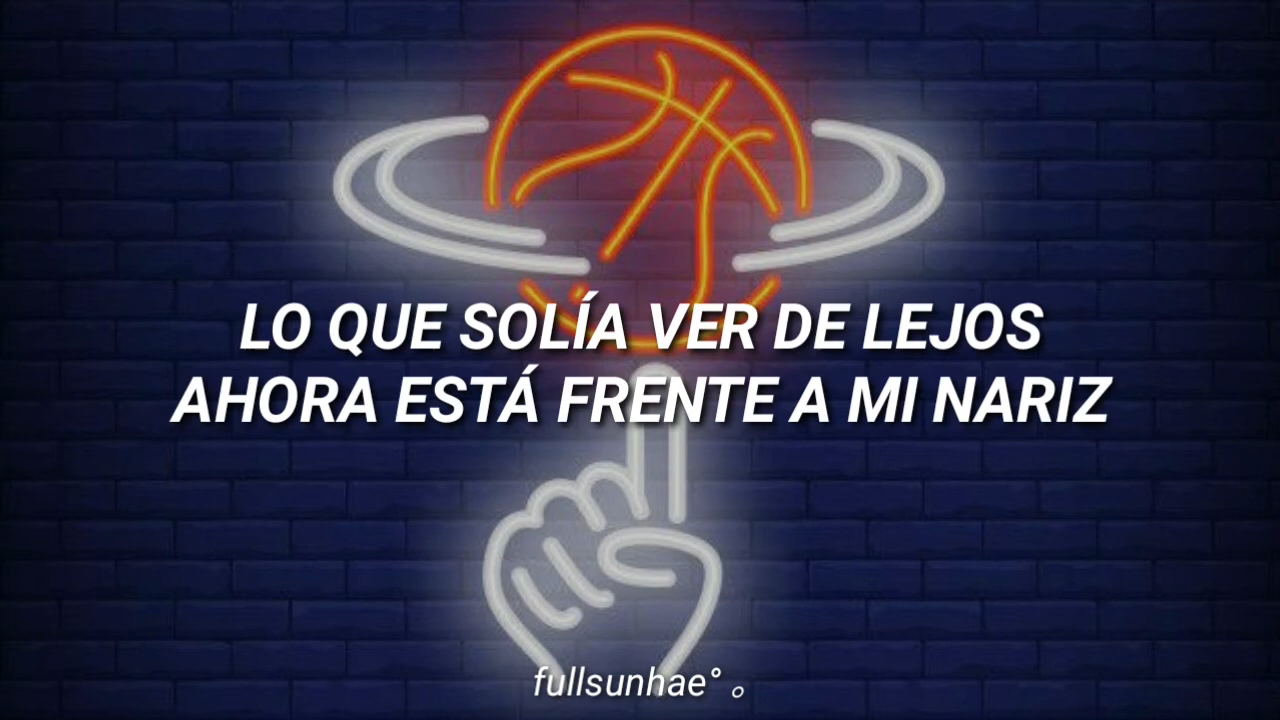 LO QUE SOLÍA VER DE LEJOS
AHORA ESTÁ FRENTE A MI NARIZ
fullsunhae° 。